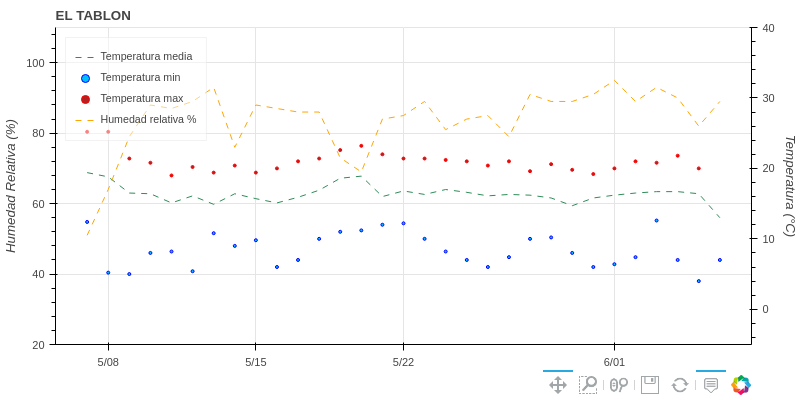 EL TABLON
Temperatura media
Temperatura min
Temperatura max
Humedad relativa %
Humedad Relativa (%)
100
80
60
40
20
40
30
20
10
0
Temperatura (°C)
5/08 5/15 5/22 6/01